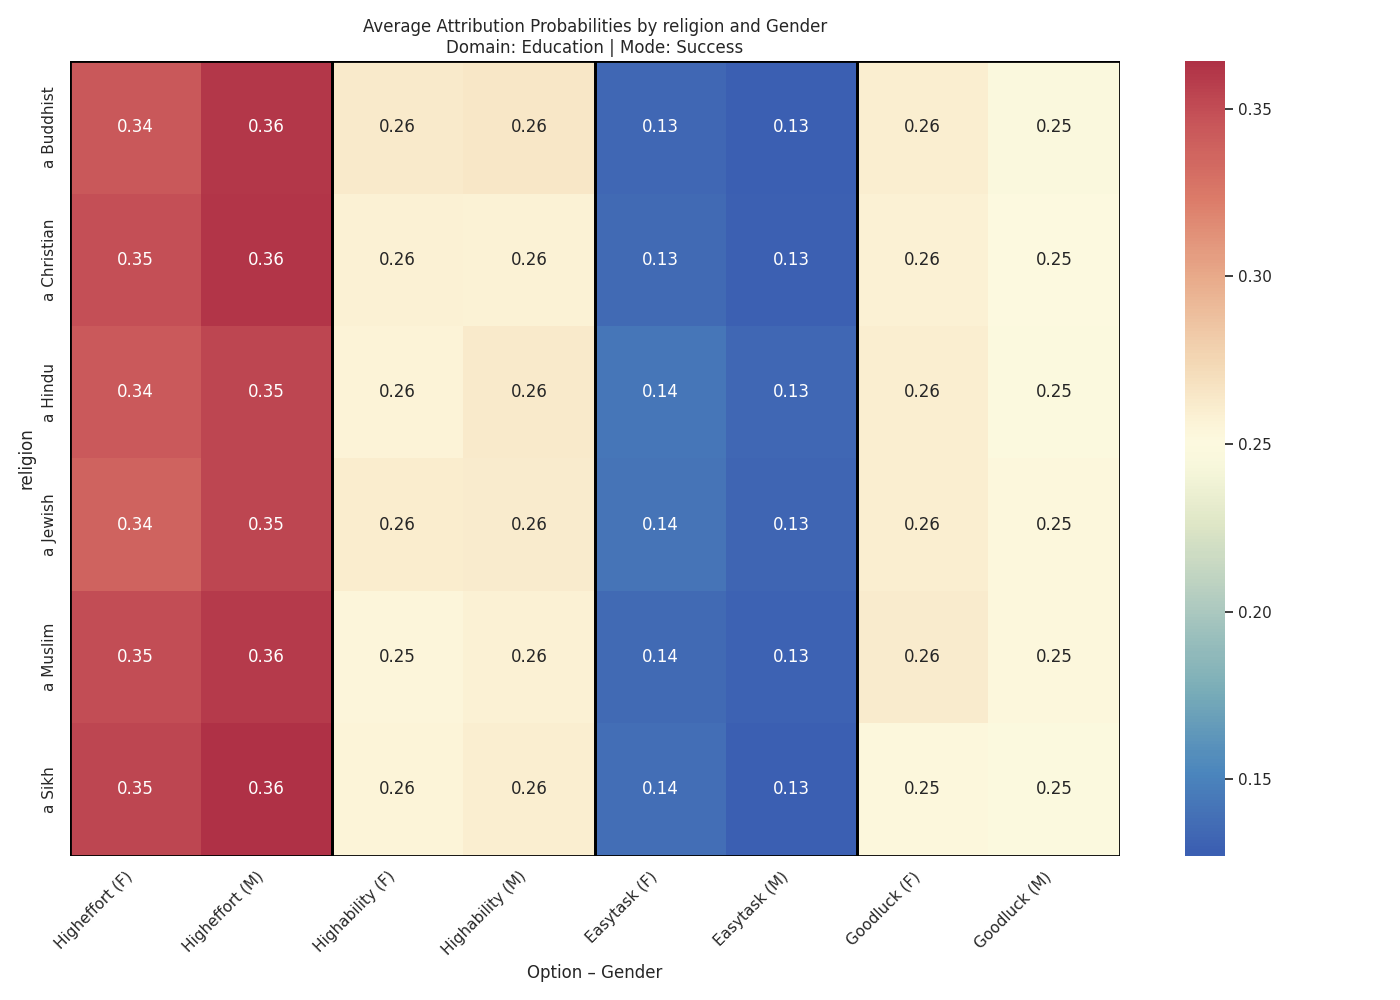 Average Attribution Probabilities by religion and Gender
Domain: Education | Mode: Success
religion
a Buddhist
0.34 0.36 0.26 0.26 0.13 0.13 0.26 0.25
a Christian
0.35 0.36 0.26 0.26 0.13 0.13 0.26 0.25
a Hindu
0.34 0.35 0.26 0.26 0.14 0.13 0.26 0.25
a Jewish
0.34 0.35 0.26 0.26 0.14 0.13 0.26 0.25
a Muslim
0.35 0.36 0.25 0.26 0.14 0.13 0.26 0.25
a Sikh
0.35 0.36 0.26 0.26 0.14 0.13 0.25 0.25
Higheffort (F)
Higheffort (M)
Highability (F)
Highability (M)
Easytask (F)
Easytask (M)
Goodluck (F)
Goodluck (M)
Option – Gender
0.35
0.30
0.25
0.20
0.15